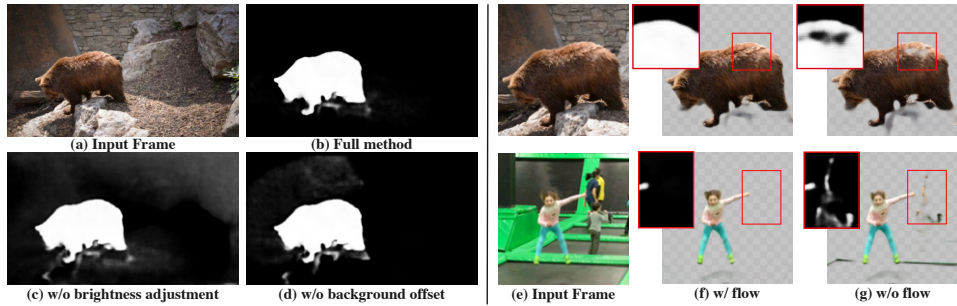 (a) Input Frame
(b) Full method
(c) w/o brightness adjustment
(d) w/o background offset
(e) Input Frame
(f) w/ flow
(g) w/o flow